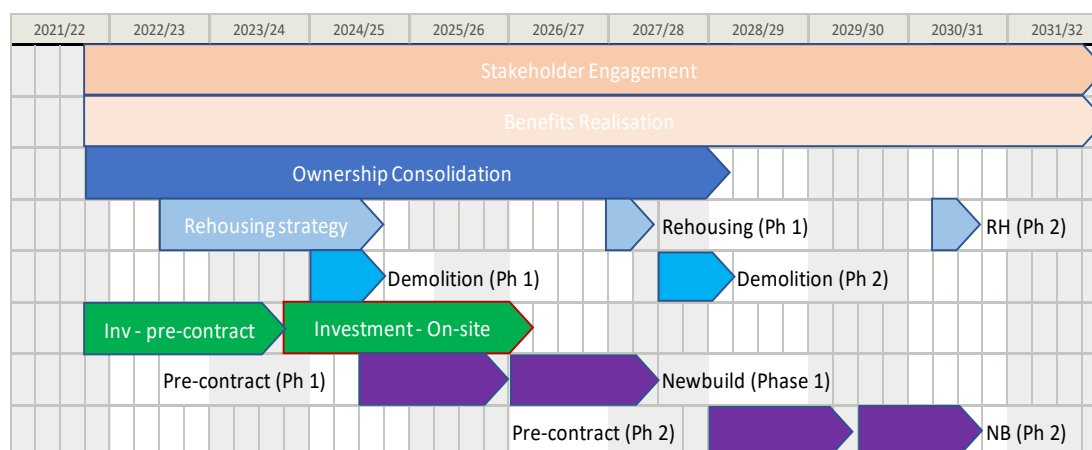 2021/22 2022/23 2023/24 2024/25 2025/26 2026/27 2027/28 2028/29 2029/30 2030/31 2031/32
Stakeholder Engagement
Benefits Realisation
Ownership Consolidation
Rehousing strategy Rehousing (Ph 1) RH (Ph 2)
Demolition (Ph 1) Demolition (Ph 2)
Inv - pre-contract Investment - On-site
Pre-contract (Ph 1) Newbuild (Phase 1)
Pre-contract (Ph 2) NB (Ph 2)